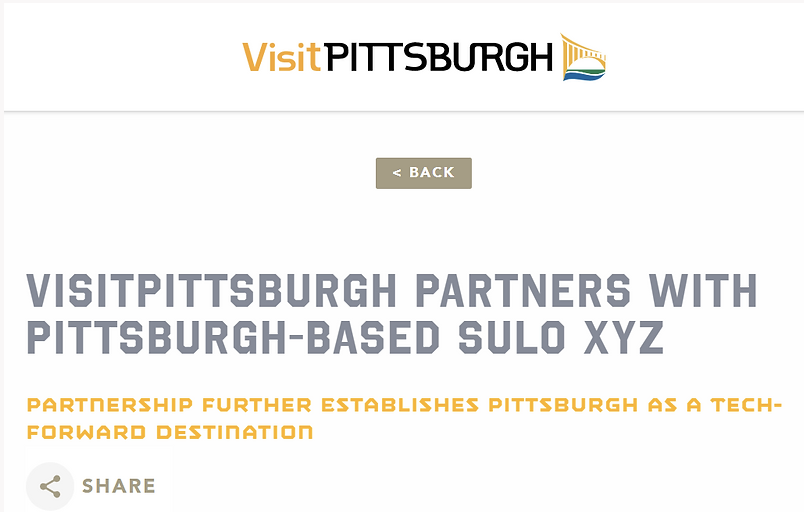 VisitPITTSBURGH
< BACK
VISITPITTSBURGH PARTNERS WITH
PITTSBURGH-BASED SULO XYZ
PARTNERSHIP FURTHER ESTABLISHES PITTSBURGH AS A TECH-
FORWARD DESTINATION
SHARE